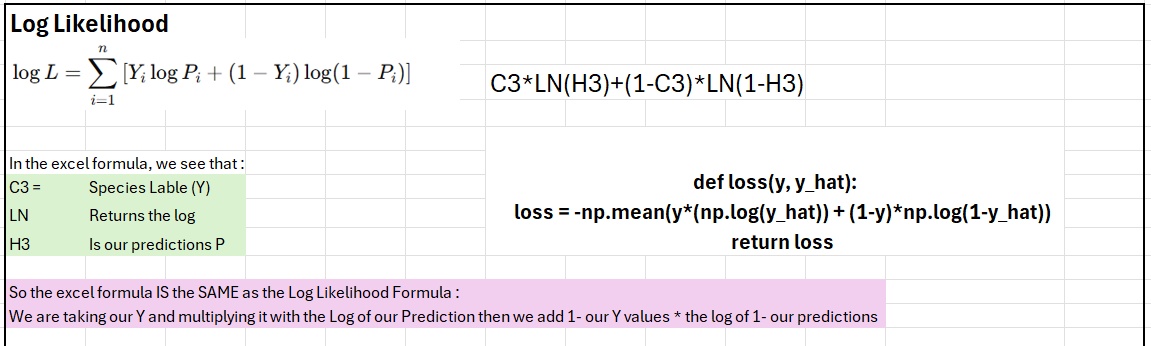 Log Likelihood
log L = \sum_{i=1}^{n} [Y_i log P_i + (1 − Y_i) log(1 − P_i)]
C3*LN(H3)+(1-C3)*LN(1-H3)
In the excel formula, we see that :
C3 = Species Lable (Y)
LN Returns the log
H3 Is our predictions P
def loss(y, y_hat):
loss = -np.mean(y*(np.log(y_hat)) + (1-y)*np.log(1-y_hat))
return loss
So the excel formula IS the SAME as the Log Likelihood Formula :
We are taking our Y and multiplying it with the Log of our Prediction then we add 1- our Y values * the log of 1- our predictions